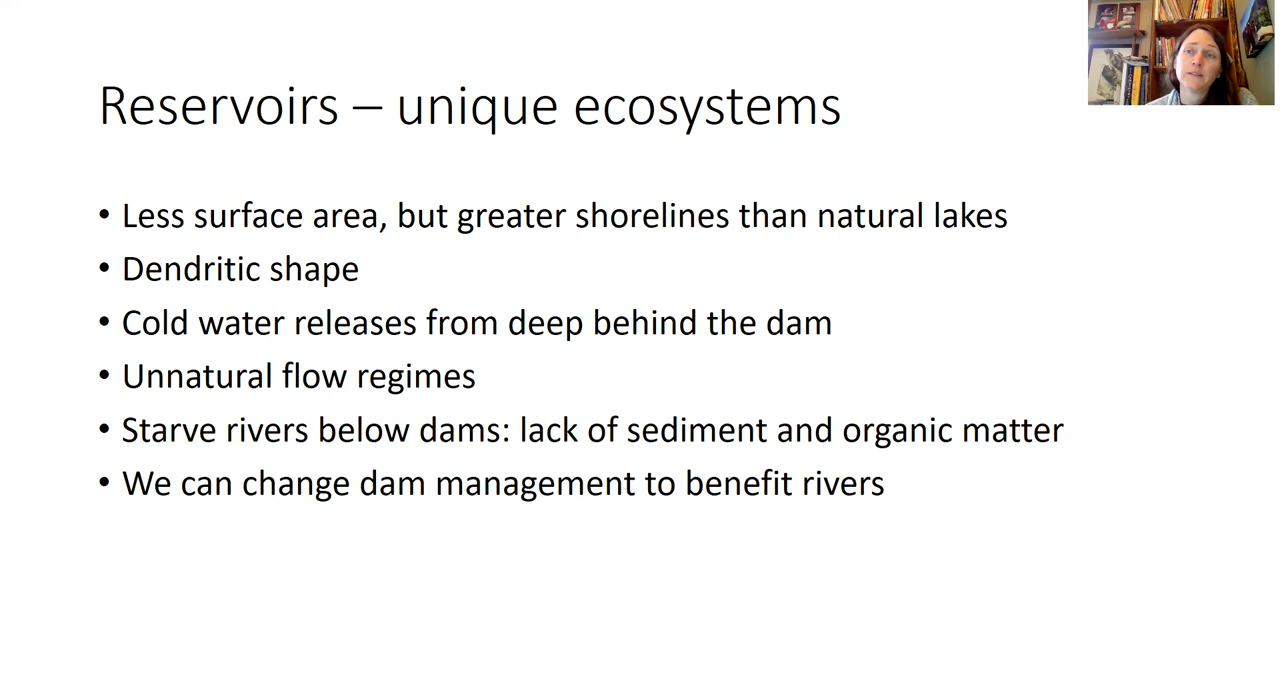 Reservoirs – unique ecosystems
• Less surface area, but greater shorelines than natural lakes
• Dendritic shape
• Cold water releases from deep behind the dam
• Unnatural flow regimes
• Starve rivers below dams: lack of sediment and organic matter
• We can change dam management to benefit rivers